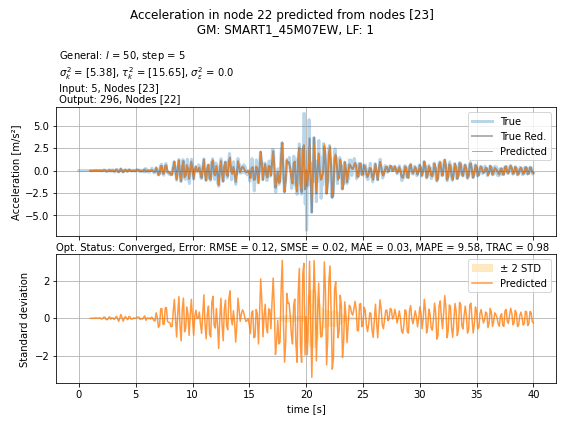 Acceleration in node 22 predicted from nodes [23]
GM: SMART1_45M07EW, LF: 1
General: l = 50, step = 5
σ²ₖ = [5.38], τ²ₖ = [15.65], σ²ε = 0.0
Input: 5, Nodes [23]
Output: 296, Nodes [22]
Acceleration [m/s²]
5.0
2.5
0.0
−2.5
−5.0
True
True Red.
Predicted
Opt. Status: Converged, Error: RMSE = 0.12, SMSE = 0.02, MAE = 0.03, MAPE = 9.58, TRAC = 0.98
Standard deviation
2
0
−2
± 2 STD
Predicted
0 5 10 15 20 25 30 35 40
time [s]